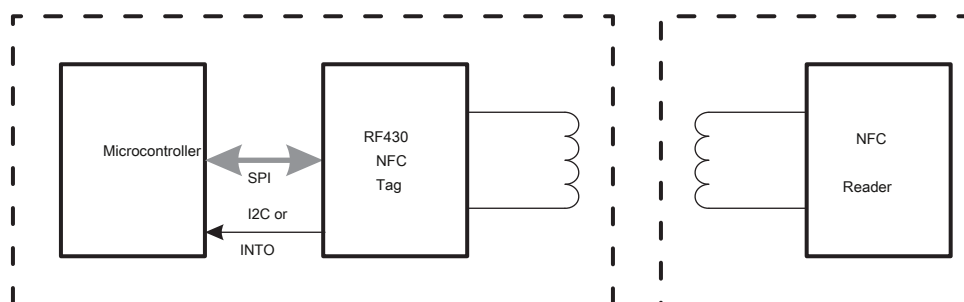 Microcontroller
SPI
I2C or
INTO
RF430
NFC
Tag
NFC
Reader